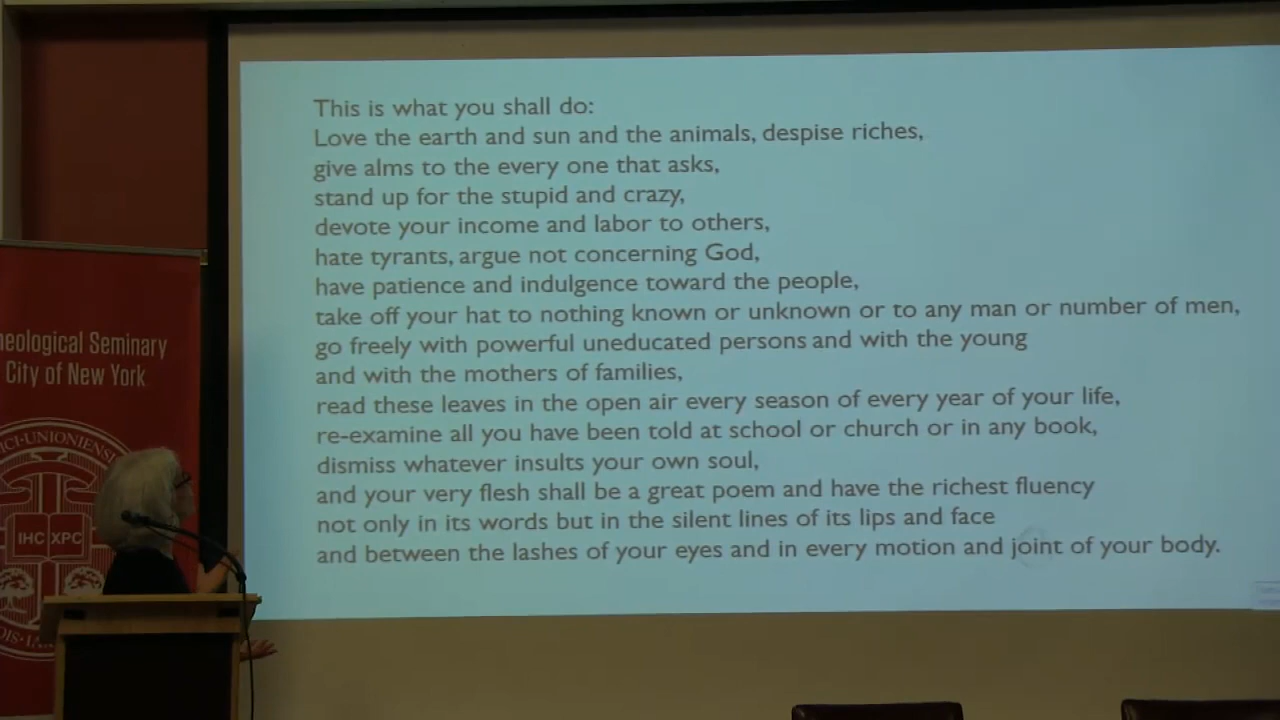 This is what you shall do:
Love the earth and sun and the animals, despise riches,
give alms to the every one that asks,
stand up for the stupid and crazy,
devote your income and labor to others,
hate tyrants, argue not concerning God,
have patience and indulgence toward the people,
take off your hat to nothing known or unknown or to any man or number of men,
go freely with powerful uneducated persons and with the young
and with the mothers of families,
read these leaves in the open air every season of every year of your life,
re-examine all you have been told at school or church or in any book,
dismiss whatever insults your own soul,
and your very flesh shall be a great poem and have the richest fluency
not only in its words but in the silent lines of its lips and face
and between the lashes of your eyes and in every motion and joint of your body.
heological Seminary
City of New York
ICI·UNIONIENS
IHC XPC